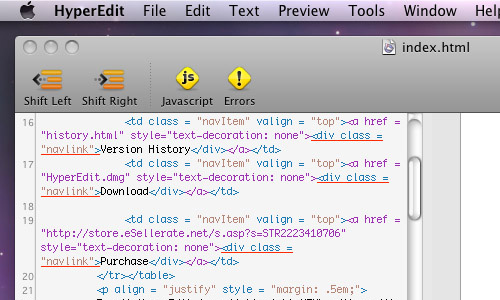 HyperEdit File Edit Text Preview Tools Window Help
index.html
js !
Shift Left Shift Right Javascript Errors
16 <td class = "navItem" valign = "top"><a href =
"history.html" style="text-decoration: none"><div class =
"navlink">Version History</div></a></td>
17 <td class = "navItem" valign = "top"><a href =
"HyperEdit.dmg" style="text-decoration: none"><div class =
"navlink">Download</div></a></td>
18
19 <td class = "navItem" valign = "top"><a href =
"http://store.eSellerate.net/s.asp?s=STR2223410706"
style="text-decoration: none"><div class =
"navlink">Purchase</div></a></td>
20 </tr></table>
21 <p align = "justify" style = "margin: .5em;">